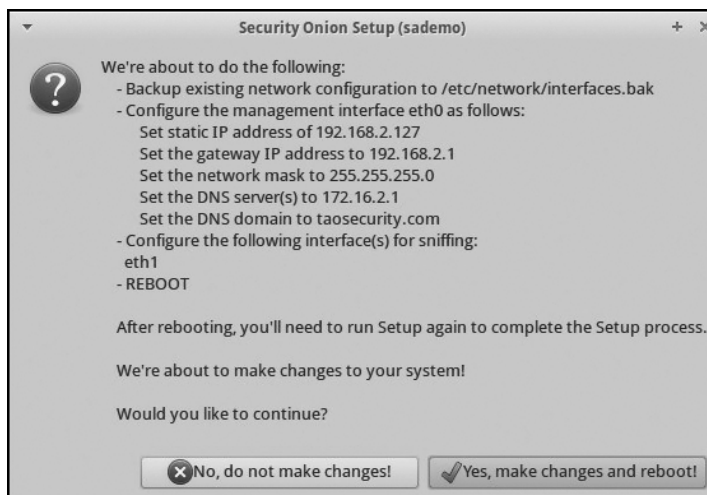 Security Onion Setup (sademo)
We're about to do the following:
- Backup existing network configuration to /etc/network/interfaces.bak
- Configure the management interface eth0 as follows:
Set static IP address of 192.168.2.127
Set the gateway IP address to 192.168.2.1
Set the network mask to 255.255.255.0
Set the DNS server(s) to 172.16.2.1
Set the DNS domain to taosecurity.com
- Configure the following interface(s) for sniffing:
eth1
- REBOOT
After rebooting, you'll need to run Setup again to complete the Setup process.
We're about to make changes to your system!
Would you like to continue?
No, do not make changes!
Yes, make changes and reboot!